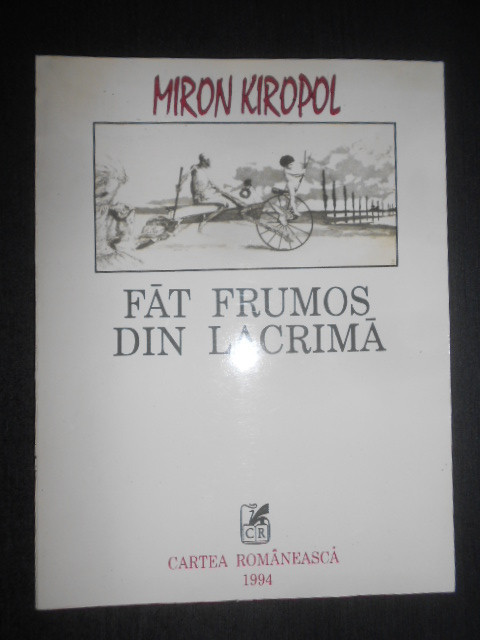 MIRON KIROPOL
FĂT FRUMOS
DIN LACRIMĂ
CR
CARTEA ROMÂNEASCĂ
1994